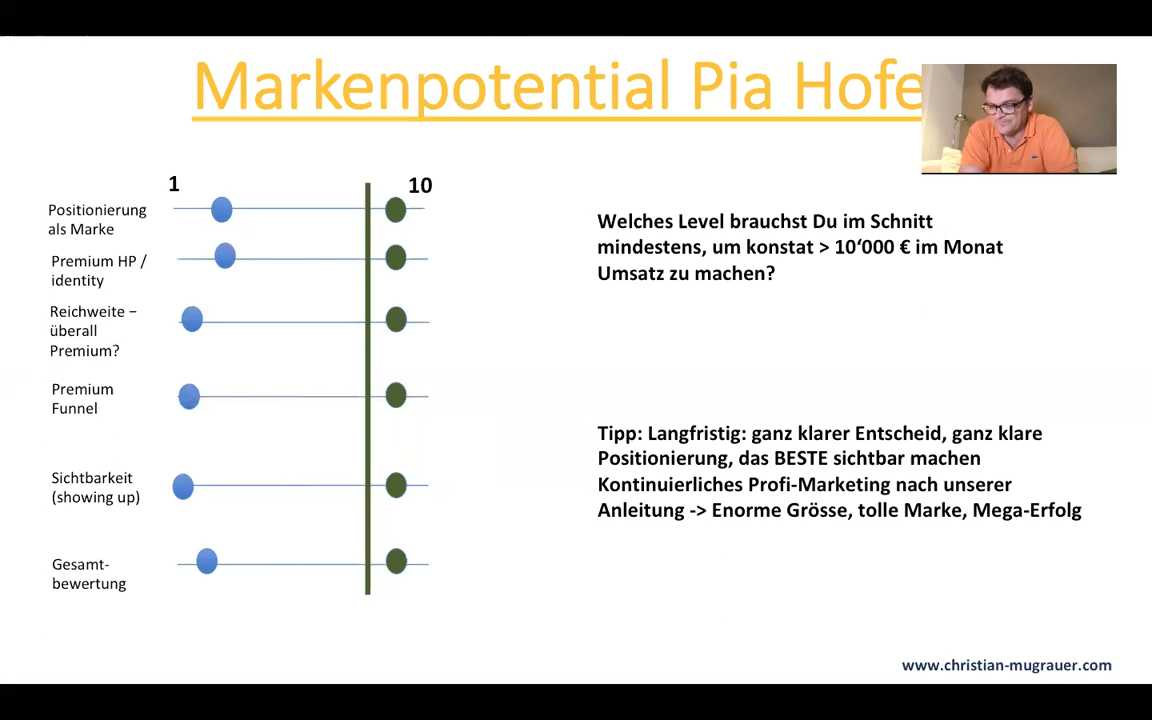 Markenpotential Pia Hofe
1
10
Positionierung
als Marke
Premium HP /
identity
Reichweite –
überall
Premium?
Premium
Funnel
Sichtbarkeit
(showing up)
Gesamt-
bewertung
Welches Level brauchst Du im Schnitt
mindestens, um konstat > 10‘000 € im Monat
Umsatz zu machen?
Tipp: Langfristig: ganz klarer Entscheid, ganz klare
Positionierung, das BESTE sichtbar machen
Kontinuierliches Profi-Marketing nach unserer
Anleitung -> Enorme Grösse, tolle Marke, Mega-Erfolg
www.christian-mugrauer.com